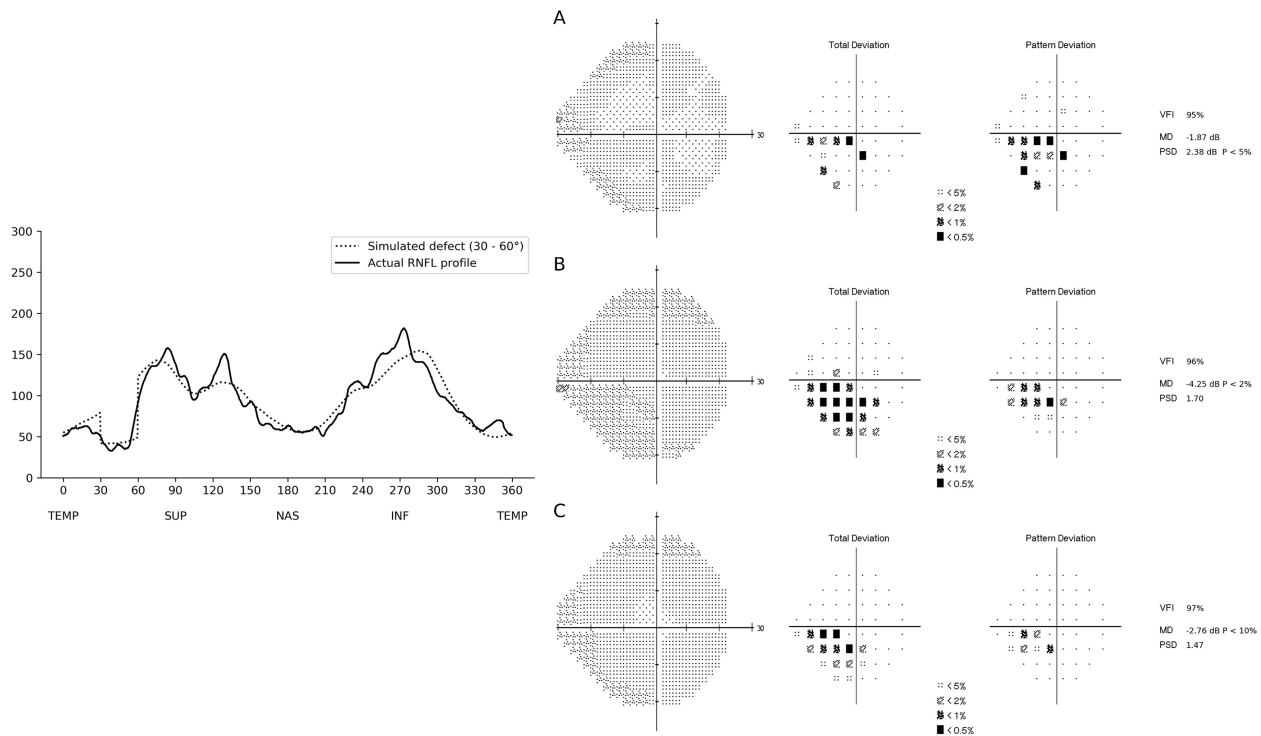 300
250
200
150
100
50
0
Simulated defect (30 - 60°)
Actual RNFL profile
0 30 60 90 120 150 180 210 240 270 300 330 360
TEMP SUP NAS INF TEMP
A
30
Total Deviation
Pattern Deviation
< 5%
< 2%
< 1%
< 0.5%
VFI 95%
MD -1.87 dB
PSD 2.38 dB P < 5%
B
30
Total Deviation
Pattern Deviation
< 5%
< 2%
< 1%
< 0.5%
VFI 96%
MD -4.25 dB P < 2%
PSD 1.70
C
30
Total Deviation
Pattern Deviation
< 5%
< 2%
< 1%
< 0.5%
VFI 97%
MD -2.76 dB P < 10%
PSD 1.47